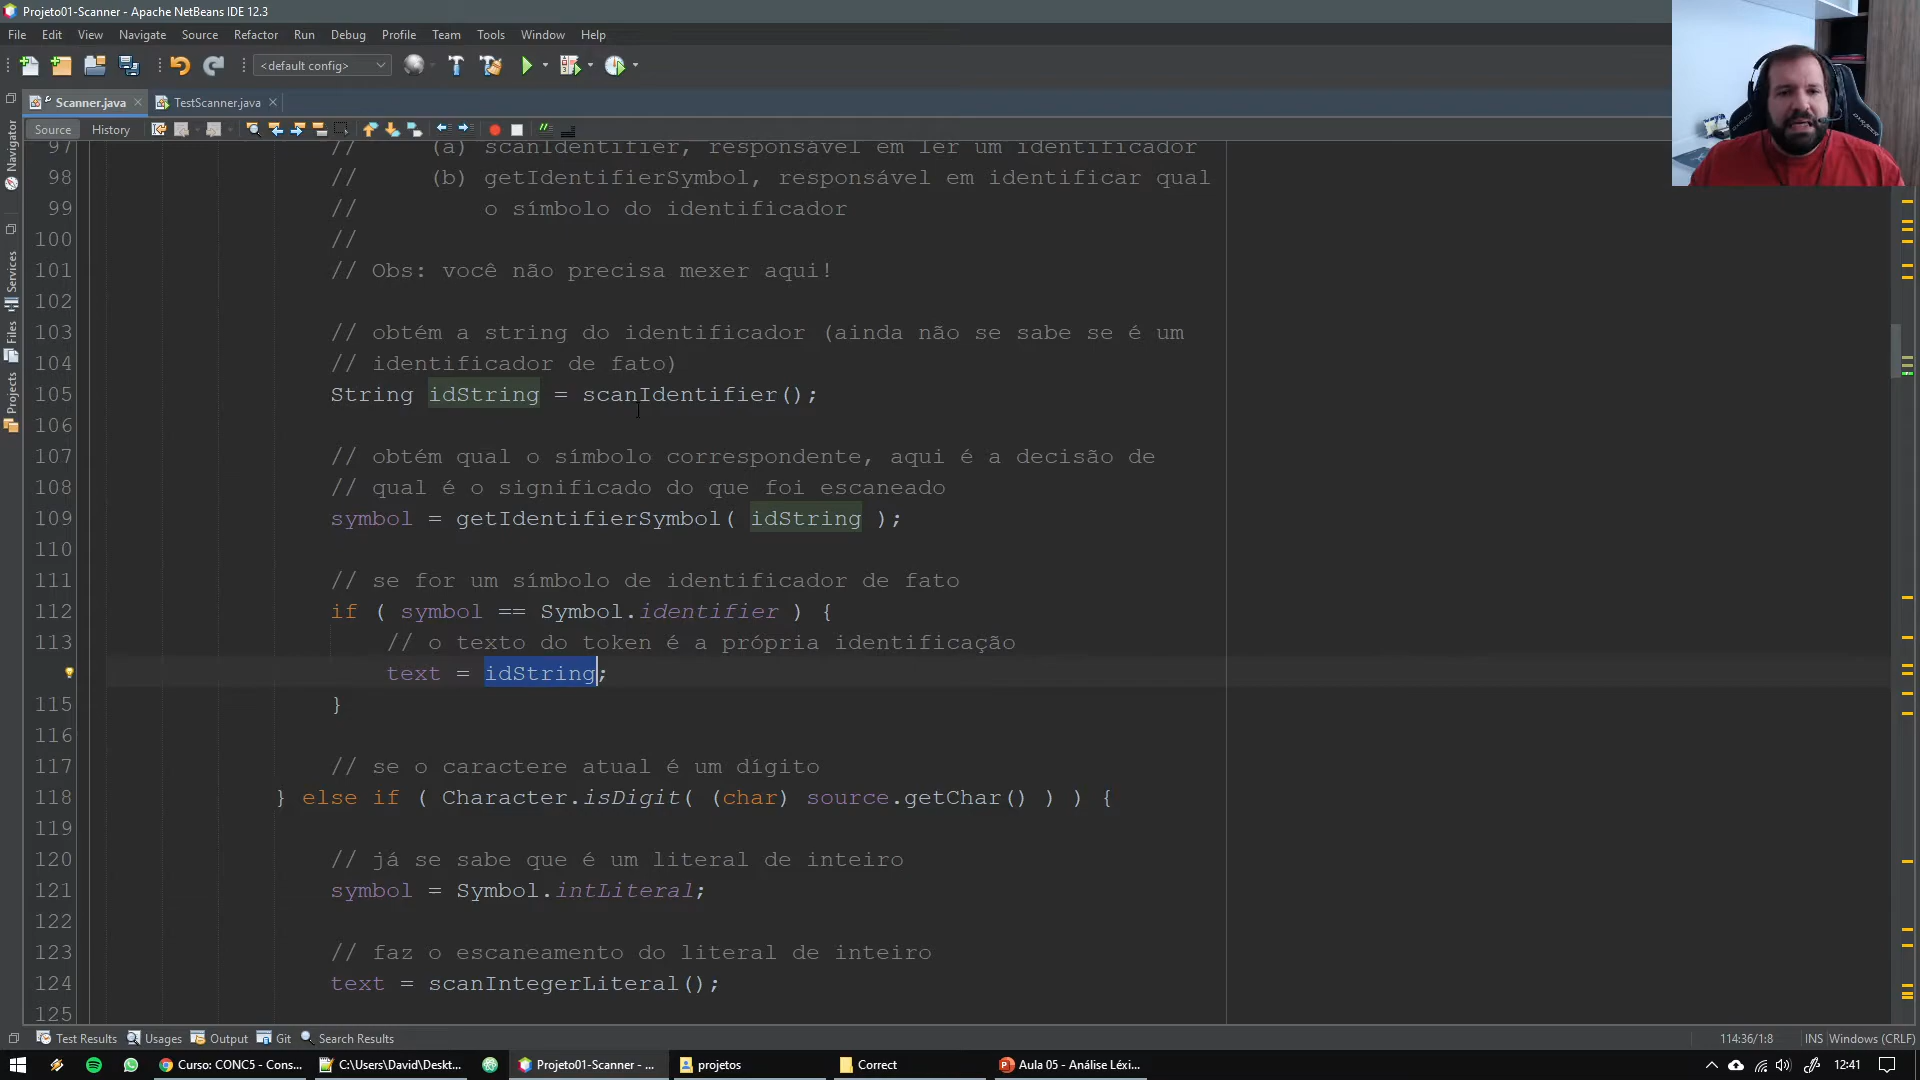 Projeto01-Scanner - Apache NetBeans IDE 12.3
File Edit View Navigate Source Refactor Run Debug Profile Team Tools Window Help
<default config>
Scanner.java TestScanner.java
Source History
Navigator
Services
Files
Projects
97 // (a) scanIdentifier, responsável em ler um identificador
98 // (b) getIdentifierSymbol, responsável em identificar qual
99 // o símbolo do identificador
100 //
101 // Obs: você não precisa mexer aqui!
102
103 // obtém a string do identificador (ainda não se sabe se é um
104 // identificador de fato)
105 String idString = scanIdentifier();
106
107 // obtém qual o símbolo correspondente, aqui é a decisão de
108 // qual é o significado do que foi escaneado
109 symbol = getIdentifierSymbol( idString );
110
111 // se for um símbolo de identificador de fato
112 if ( symbol == Symbol.identifier ) {
113 // o texto do token é a própria identificação
text = idString;
115 }
116
117 // se o caractere atual é um dígito
118 } else if ( Character.isDigit( (char) source.getChar() ) ) {
119
120 // já se sabe que é um literal de inteiro
121 symbol = Symbol.intLiteral;
122
123 // faz o escaneamento do literal de inteiro
124 text = scanIntegerLiteral();
125
Test Results Usages Output Git Search Results
114:36/1:8 INS Windows (CRLF)
Curso: CONC5 - Cons... C:\Users\David\Deskt... Projeto01-Scanner - ... projetos Correct Aula 05 - Análise Léxi... 12:41